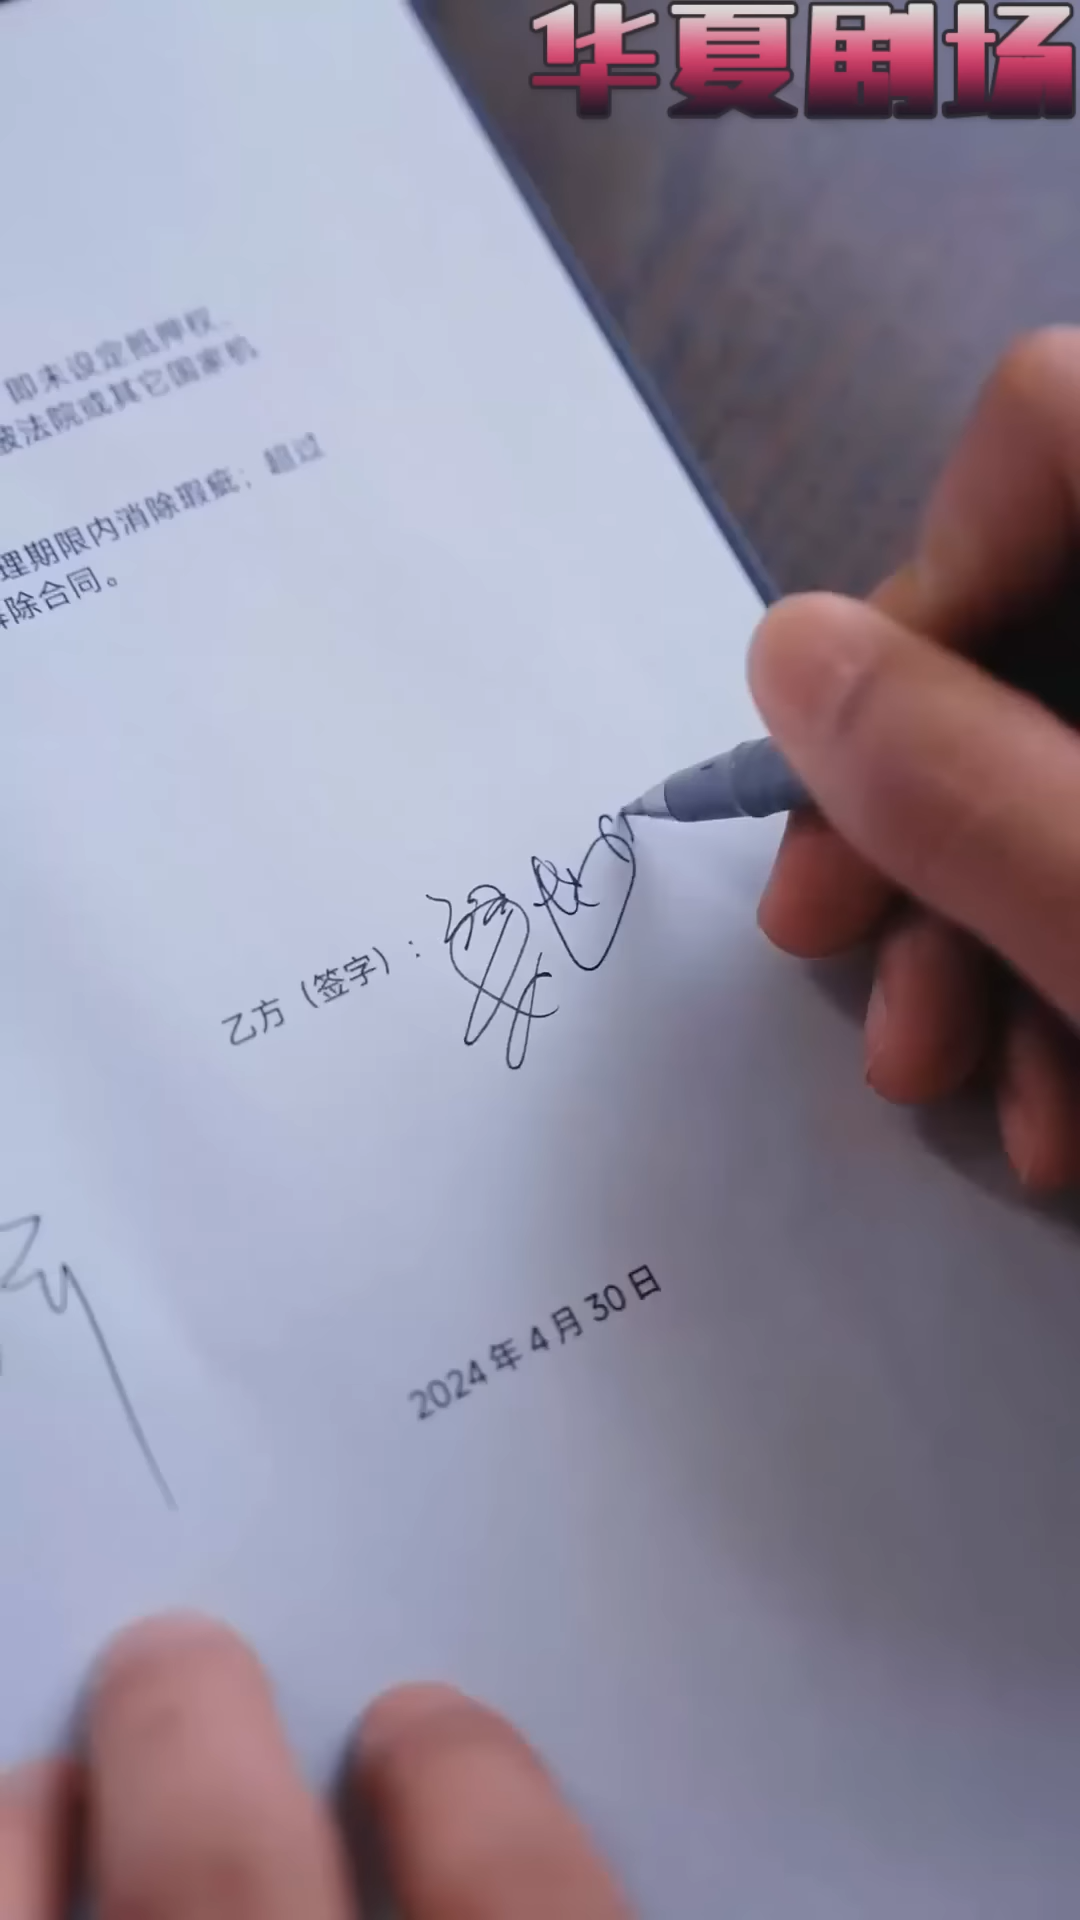 华夏剧场
即未设定抵押权、
被法院或其它国家机
理期限内消除瑕疵；超过
解除合同。
乙方（签字）：
2024年4月30日